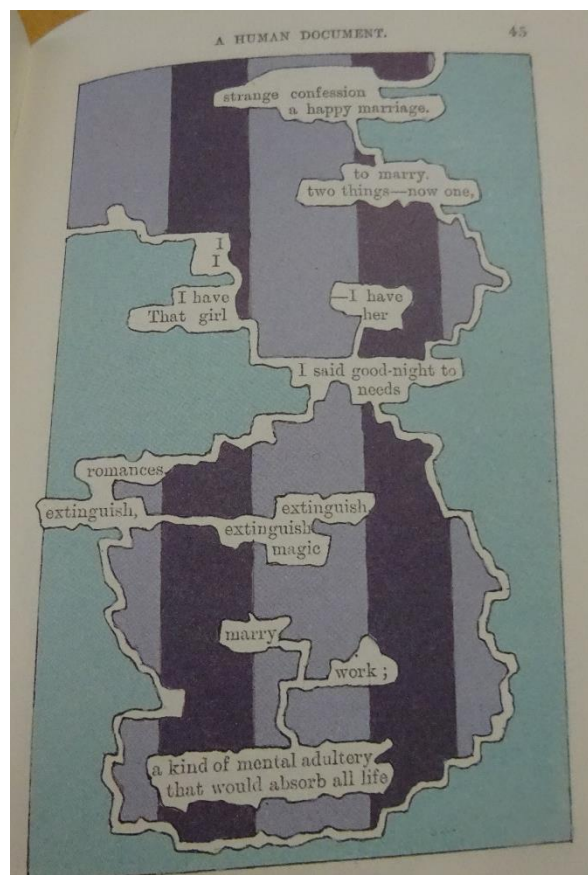 A HUMAN DOCUMENT. 45
strange confession
a happy marriage.
to marry.
two things—now one,
I
I
I have
That girl
—I have
her
I said good-night to
needs
romances
extinguish,
extinguish
extinguish
magic
marry
work ;
a kind of mental adultery
that would absorb all life